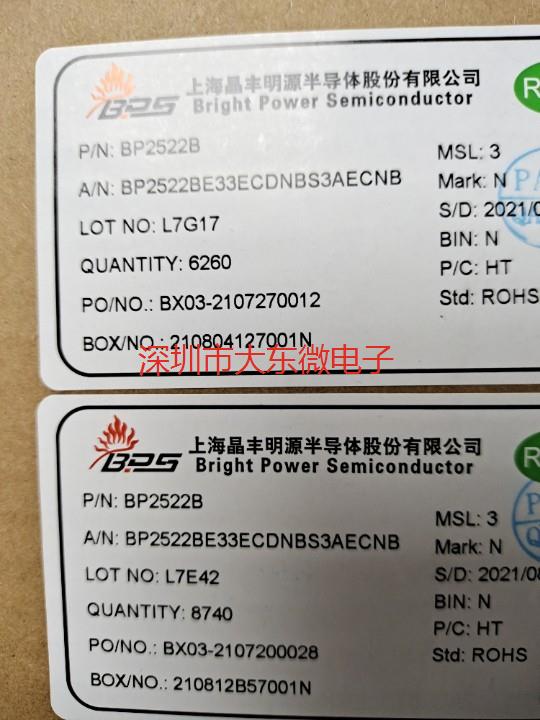 BPS 上海晶丰明源半导体股份有限公司
Bright Power Semiconductor
R
P/N: BP2522B
A/N: BP2522BE33ECDNBS3AECNB
LOT NO: L7G17
QUANTITY: 6260
PO/NO.: BX03-2107270012
BOX/NO.: 210804127001N
MSL: 3
Mark: N
S/D: 2021/0
BIN: N
P/C: HT
Std: ROHS
PA
QA
深圳市大东微电子
BPS 上海晶丰明源半导体股份有限公司
Bright Power Semiconductor
R
P/N: BP2522B
A/N: BP2522BE33ECDNBS3AECNB
LOT NO: L7E42
QUANTITY: 8740
PO/NO.: BX03-2107200028
BOX/NO.: 210812B57001N
MSL: 3
Mark: N
S/D: 2021/08
BIN: N
P/C: HT
Std: ROHS
P
Q